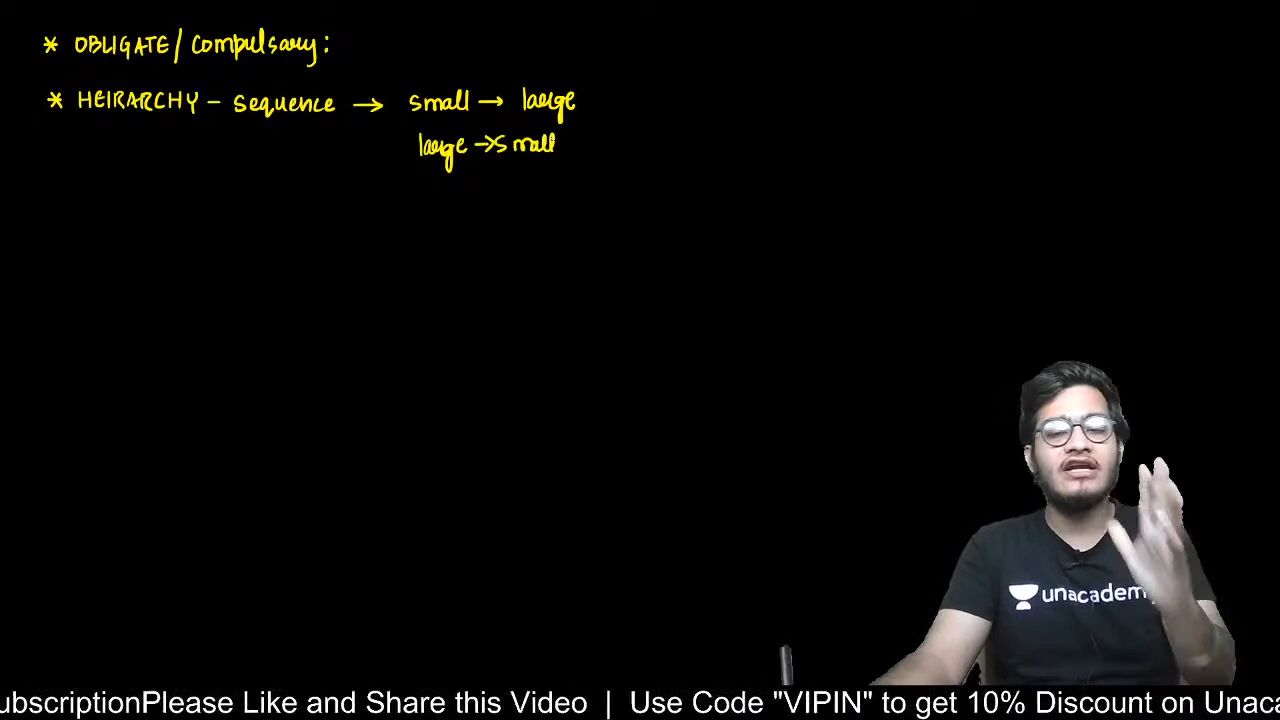 * OBLIGATE/Compulsary:
* HEIRARCHY - Sequence → small → large
large → small
unacadem
ubscriptionPlease Like and Share this Video | Use Code "VIPIN" to get 10% Discount on Unaca